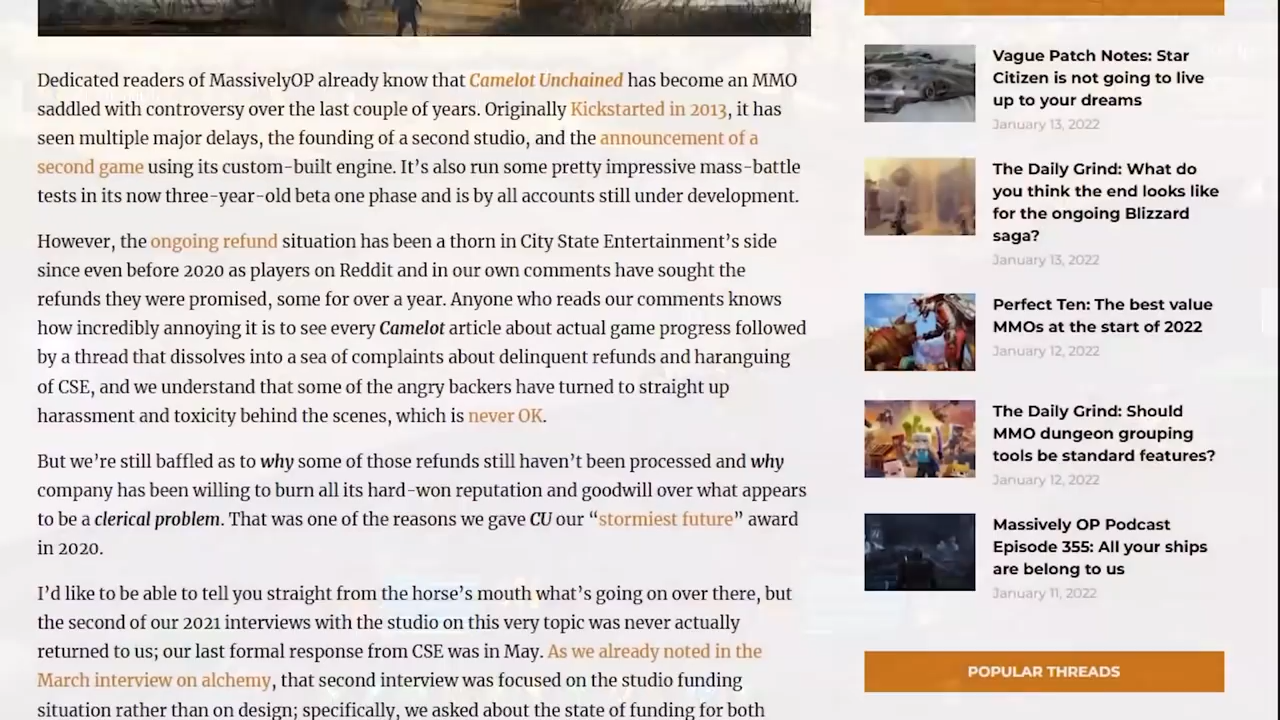 Dedicated readers of MassivelyOP already know that Camelot Unchained has become an MMO
saddled with controversy over the last couple of years. Originally Kickstarted in 2013, it has
seen multiple major delays, the founding of a second studio, and the announcement of a
second game using its custom-built engine. It’s also run some pretty impressive mass-battle
tests in its now three-year-old beta one phase and is by all accounts still under development.
However, the ongoing refund situation has been a thorn in City State Entertainment’s side
since even before 2020 as players on Reddit and in our own comments have sought the
refunds they were promised, some for over a year. Anyone who reads our comments knows
how incredibly annoying it is to see every Camelot article about actual game progress followed
by a thread that dissolves into a sea of complaints about delinquent refunds and haranguing
of CSE, and we understand that some of the angry backers have turned to straight up
harassment and toxicity behind the scenes, which is never OK.
But we’re still baffled as to why some of those refunds still haven’t been processed and why
company has been willing to burn all its hard-won reputation and goodwill over what appears
to be a clerical problem. That was one of the reasons we gave CU our “stormiest future” award
in 2020.
I’d like to be able to tell you straight from the horse’s mouth what’s going on over there, but
the second of our 2021 interviews with the studio on this very topic was never actually
returned to us; our last formal response from CSE was in May. As we already noted in the
March interview on alchemy, that second interview was focused on the studio funding
situation rather than on design; specifically, we asked about the state of funding for both
Vague Patch Notes: Star
Citizen is not going to live
up to your dreams
January 13, 2022
The Daily Grind: What do
you think the end looks like
for the ongoing Blizzard
saga?
January 13, 2022
Perfect Ten: The best value
MMOs at the start of 2022
January 12, 2022
The Daily Grind: Should
MMO dungeon grouping
tools be standard features?
January 12, 2022
Massively OP Podcast
Episode 355: All your ships
are belong to us
January 11, 2022
POPULAR THREADS